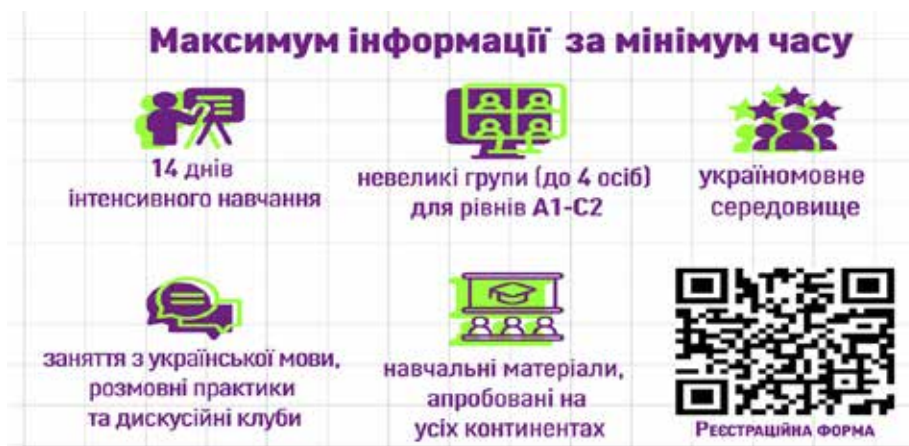 Максимум інформації за мінімум часу
14 днів
інтенсивного навчання
невеликі групи (до 4 осіб)
для рівнів А1-С2
україномовне
середовище
заняття з української мови,
розмовні практики
та дискусійні клуби
навчальні матеріали,
апробовані на
усіх континентах
Реєстраційна форма